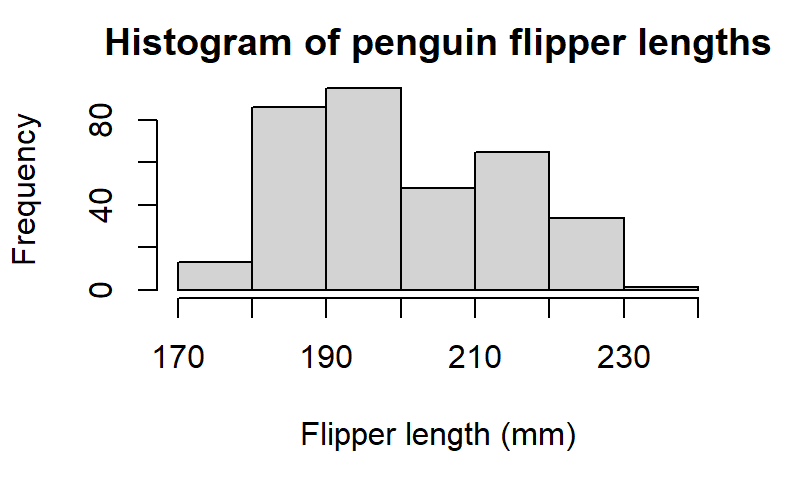 Histogram of penguin flipper lengths
Frequency
80
40
0
170 190 210 230
Flipper length (mm)